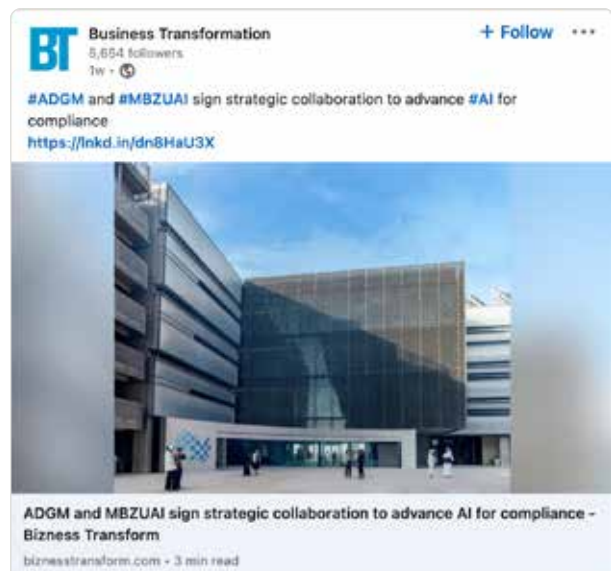 BT
Business Transformation
5,654 followers
1w •
+ Follow •••
#ADGM and #MBZUAI sign strategic collaboration to advance #AI for
compliance
https://lnkd.in/dn8HaU3X
ADGM and MBZUAI sign strategic collaboration to advance AI for compliance -
Bizness Transform
biznesstransform.com • 3 min read